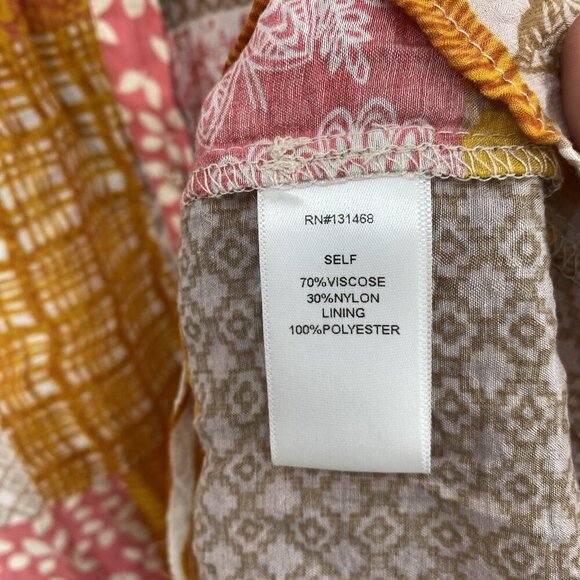 RN#131468
SELF
70%VISCOSE
30%NYLON
LINING
100%POLYESTER